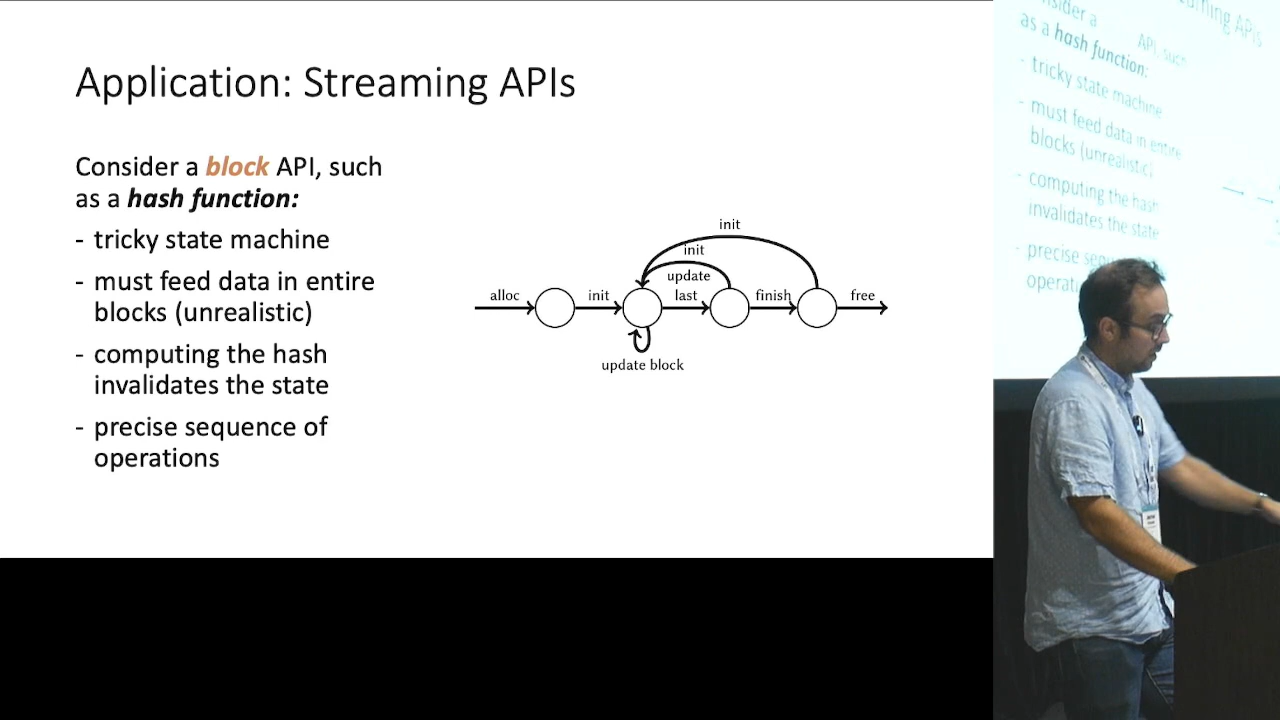 Application: Streaming APIs
Consider a block API, such
as a hash function:
- tricky state machine
- must feed data in entire
blocks (unrealistic)
- computing the hash
invalidates the state
- precise sequence of
operations
init
init
update
alloc
init
last
finish
free
update block
as a hash function:
API, such
- tricky state machine
- must feed data in entire
blocks (unrealistic)
- computing the hash
invalidates the state
- precise